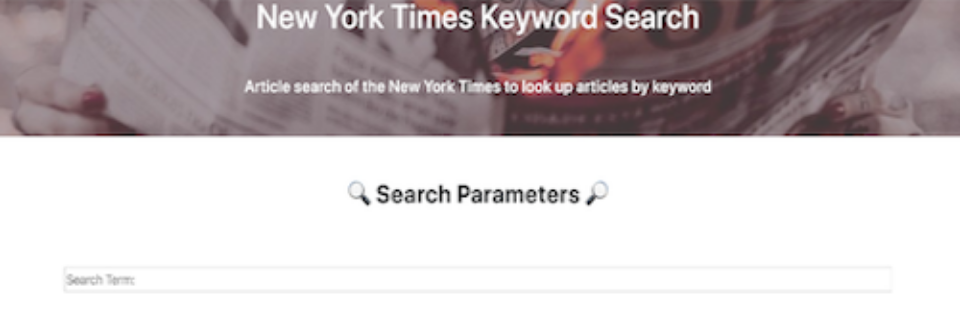 New York Times Keyword Search
Article search of the New York Times to look up articles by keyword
🔍 Search Parameters 🔎
Search Term: